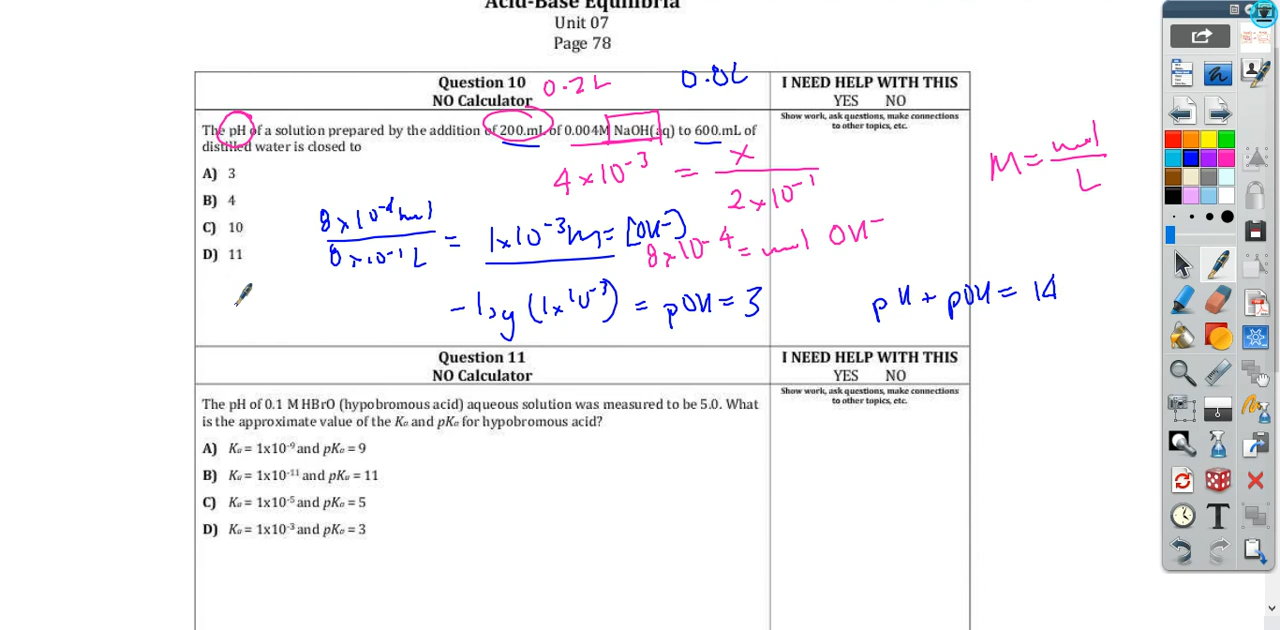 Acid-Base Equilibria
Unit 07
Page 78
Question 10
NO Calculator
0.2L
0.8L
I NEED HELP WITH THIS
YES NO
The pH of a solution prepared by the addition of 200.mL of 0.004M NaOH(aq) to 600.mL of
distilled water is closed to
Show work, ask questions, make connections
to other topics, etc.
A) 3
B) 4
C) 10
D) 11
4 x 10⁻³ = x / 2 x 10⁻¹
M = mol / L
8 x 10⁻⁴ mol / 8 x 10⁻¹ L = 1 x 10⁻³ M = [OH⁻]
8 x 10⁻⁴ = mol OH⁻
-log (1 x 10⁻³) = pOH = 3
pH + pOH = 14
Question 11
NO Calculator
I NEED HELP WITH THIS
YES NO
The pH of 0.1 M HBrO (hypobromous acid) aqueous solution was measured to be 5.0. What
is the approximate value of the Kₐ and pKₐ for hypobromous acid?
Show work, ask questions, make connections
to other topics, etc.
A) Kₐ = 1x10⁻⁹ and pKₐ = 9
B) Kₐ = 1x10⁻¹¹ and pKₐ = 11
C) Kₐ = 1x10⁻⁵ and pKₐ = 5
D) Kₐ = 1x10⁻³ and pKₐ = 3
T